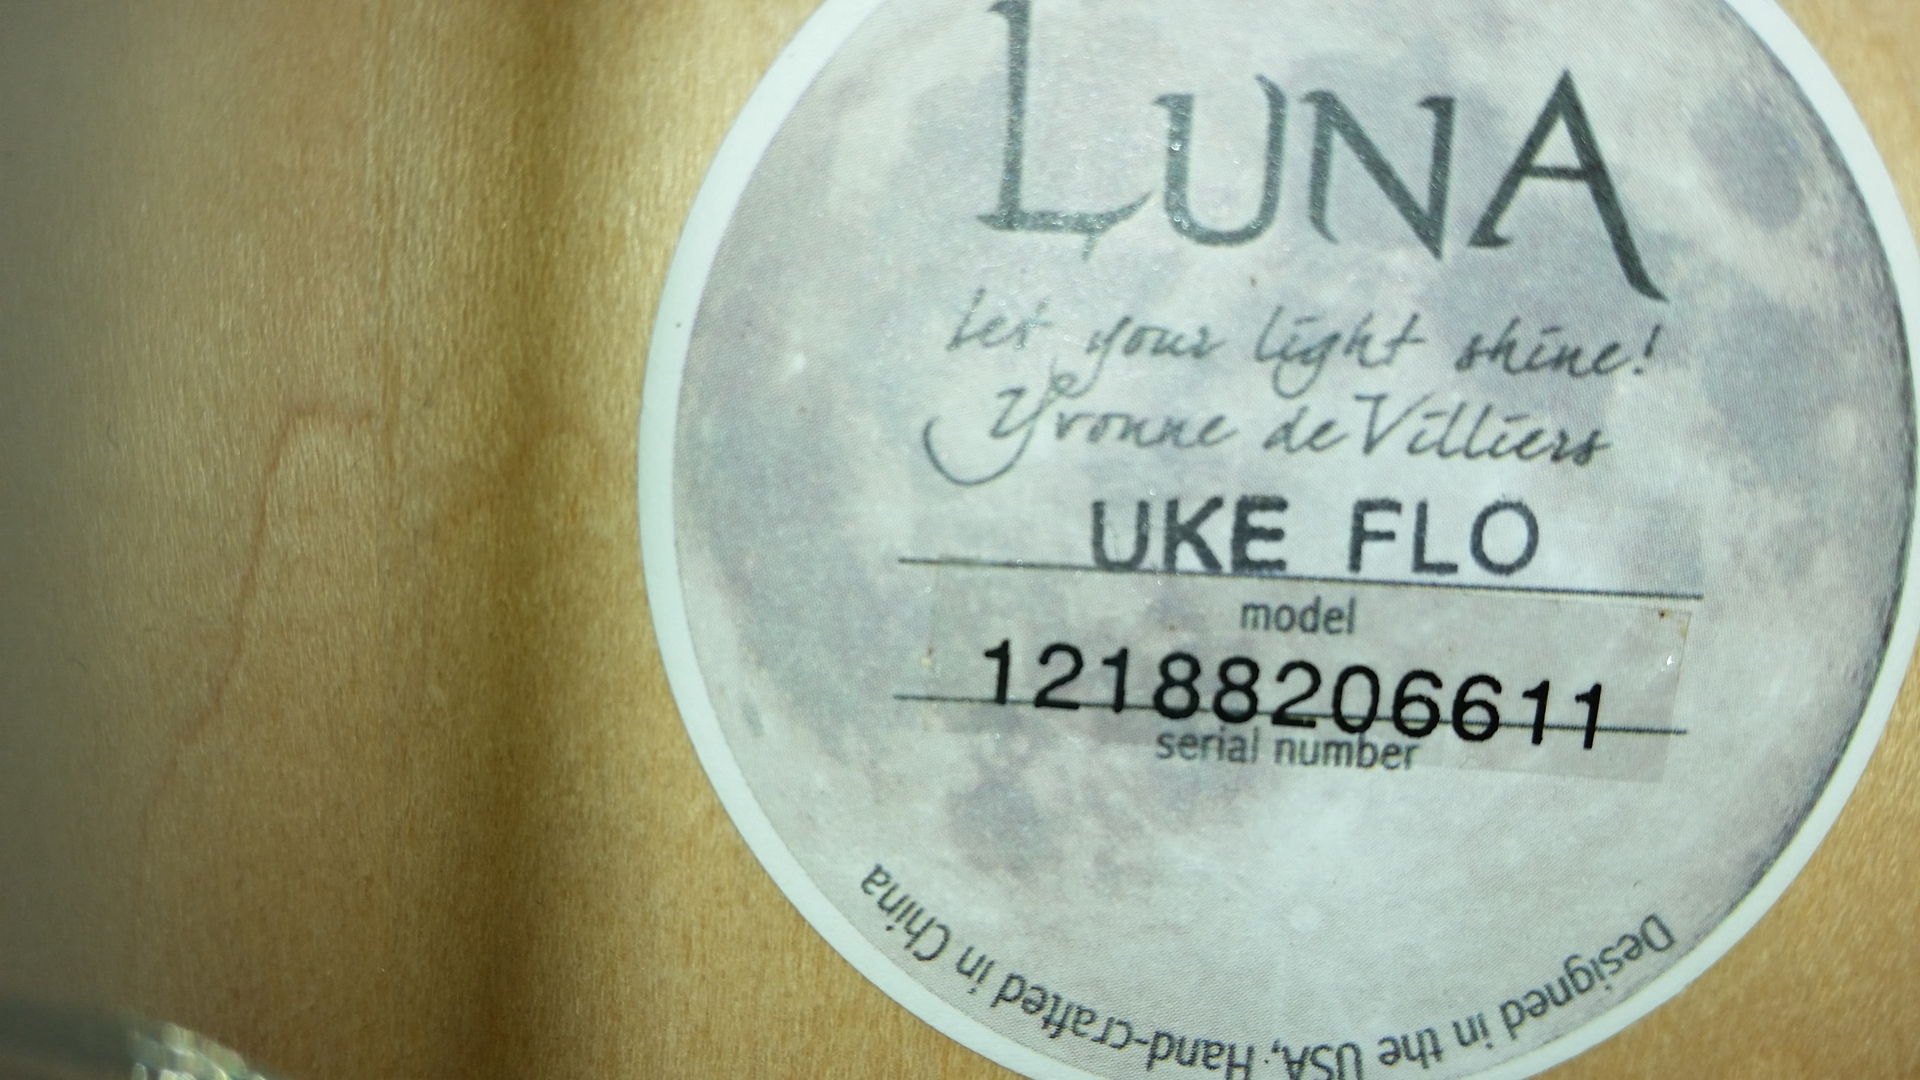 LUNA
Let your light shine!
Yvonne de Villiers
UKE FLO
model
12188206611
serial number
Designed in the USA, Hand-crafted in China